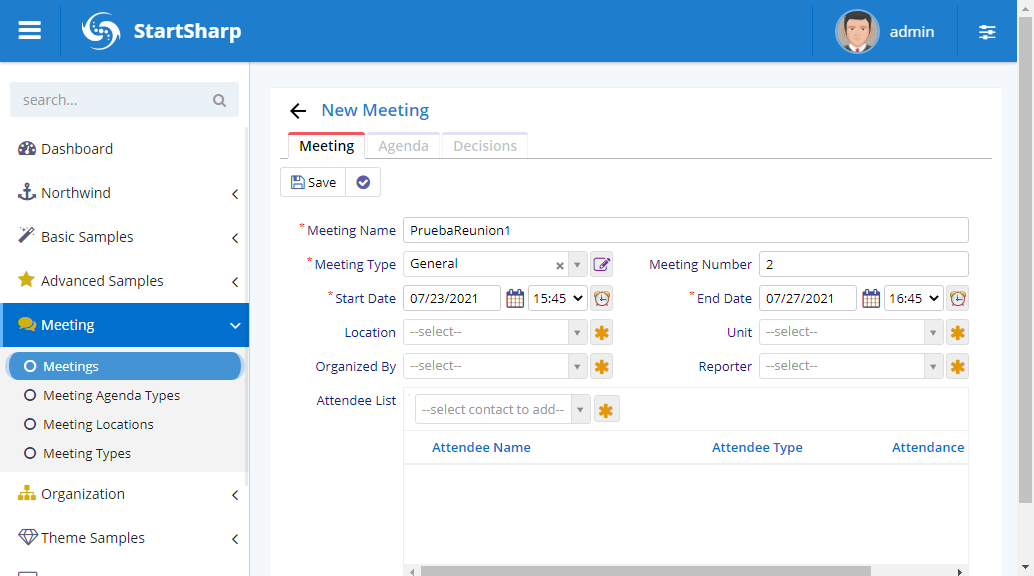 StartSharp
admin
search...
New Meeting
Meeting Agenda Decisions
Save
Dashboard
Northwind
Basic Samples
Advanced Samples
Meeting
Meetings
Meeting Agenda Types
Meeting Locations
Meeting Types
Organization
Theme Samples
* Meeting Name PruebaReunion1
* Meeting Type General Meeting Number 2
* Start Date 07/23/2021 15:45 * End Date 07/27/2021 16:45
Location --select-- Unit --select--
Organized By --select-- Reporter --select--
Attendee List --select contact to add--
Attendee Name Attendee Type Attendance